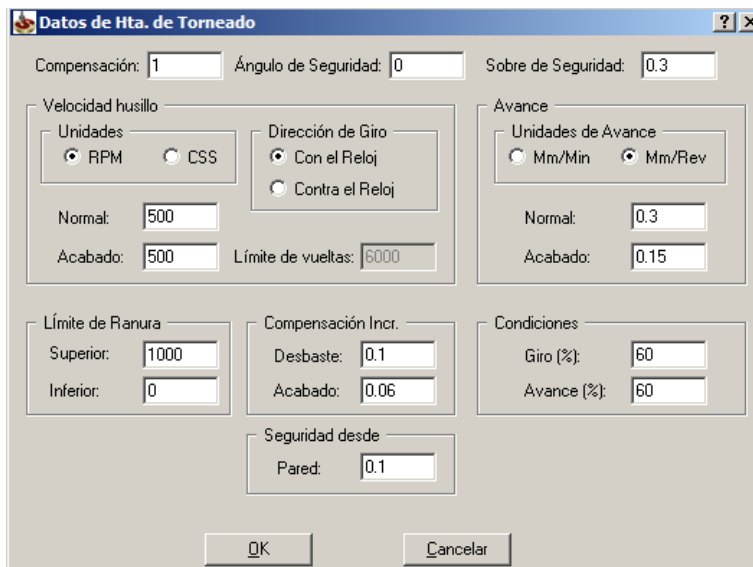 Datos de Hta. de Torneado
Compensación: 1 Ángulo de Seguridad: 0 Sobre de Seguridad: 0.3
Velocidad husillo
Unidades
RPM CSS
Dirección de Giro
Con el Reloj
Contra el Reloj
Normal: 500
Acabado: 500 Límite de vueltas: 6000
Avance
Unidades de Avance
Mm/Min Mm/Rev
Normal: 0.3
Acabado: 0.15
Límite de Ranura
Superior: 1000
Inferior: 0
Compensación Incr.
Desbaste: 0.1
Acabado: 0.06
Condiciones
Giro (%): 60
Avance (%): 60
Seguridad desde
Pared: 0.1
OK Cancelar